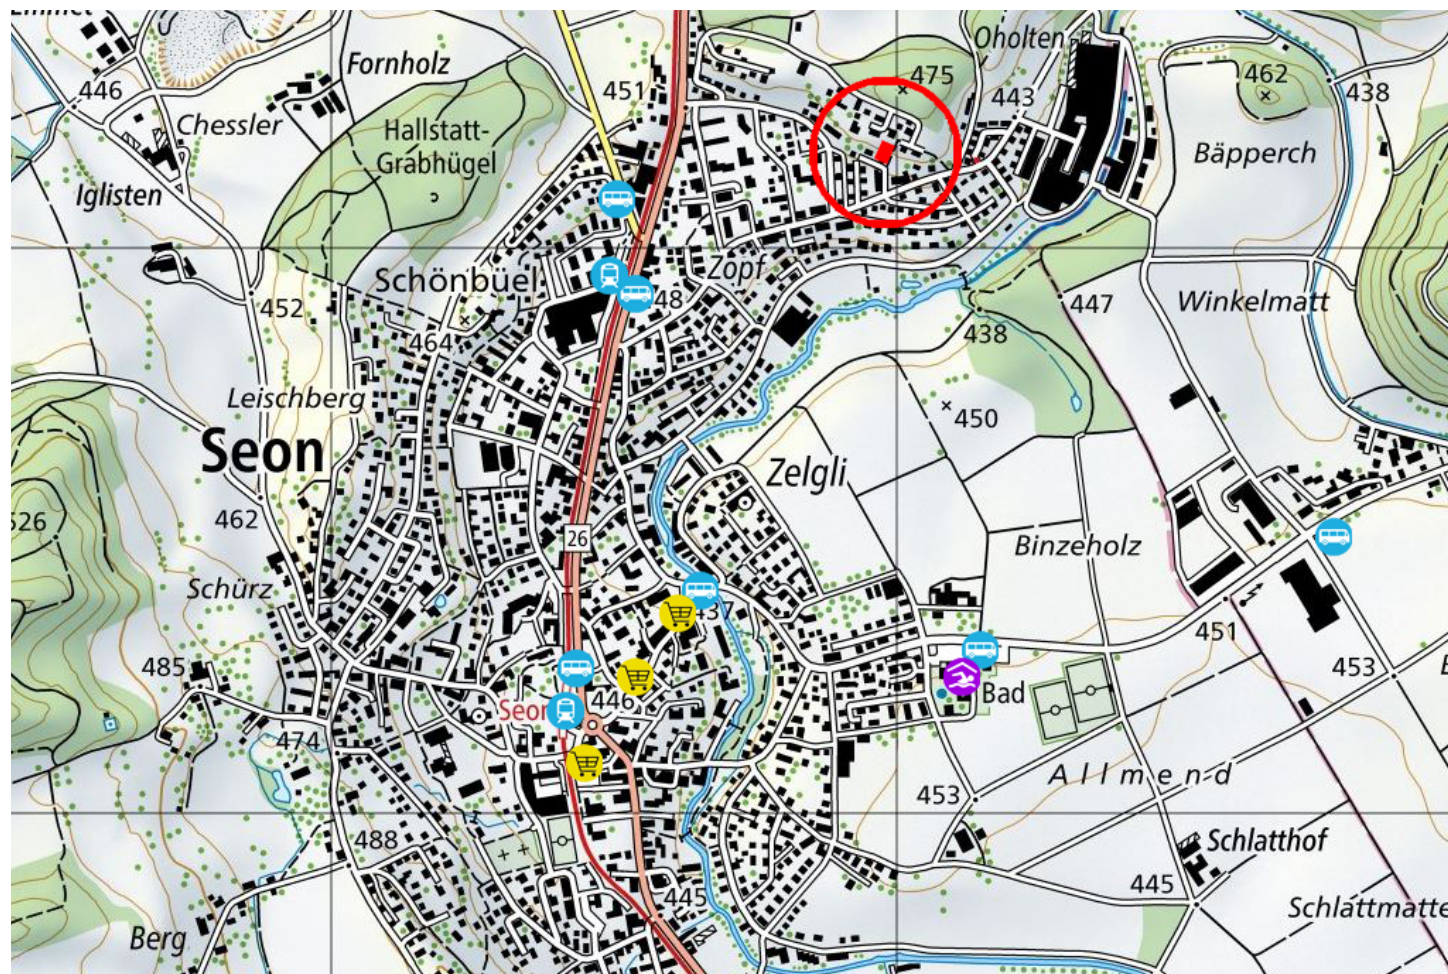 446
Fornholz
451
475
Oholten
443
462
438
Chessler
Hallstatt-
Grabhügel
Bäpperch
Iglisten
Schönbüel
Zopf
452
48
447
Winkelmatt
464
438
Leischberg
450
Seon
Zelgli
526
462
26
Binzeholz
Schürz
437
451
485
453
Seon
446
Bad
474
Allmend
453
488
Schlatthof
445
445
Schlattmatte
Berg